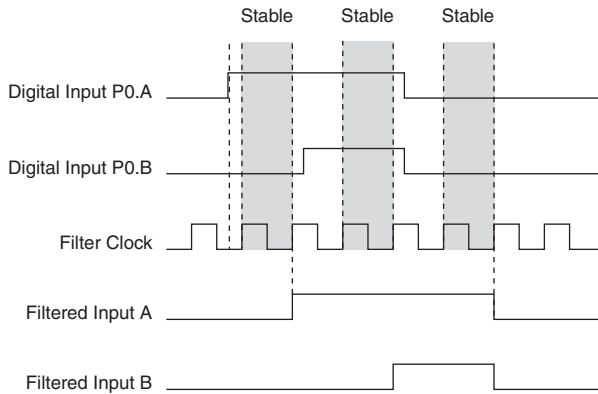 Stable Stable Stable
Digital Input P0.A
Digital Input P0.B
Filter Clock
Filtered Input A
Filtered Input B